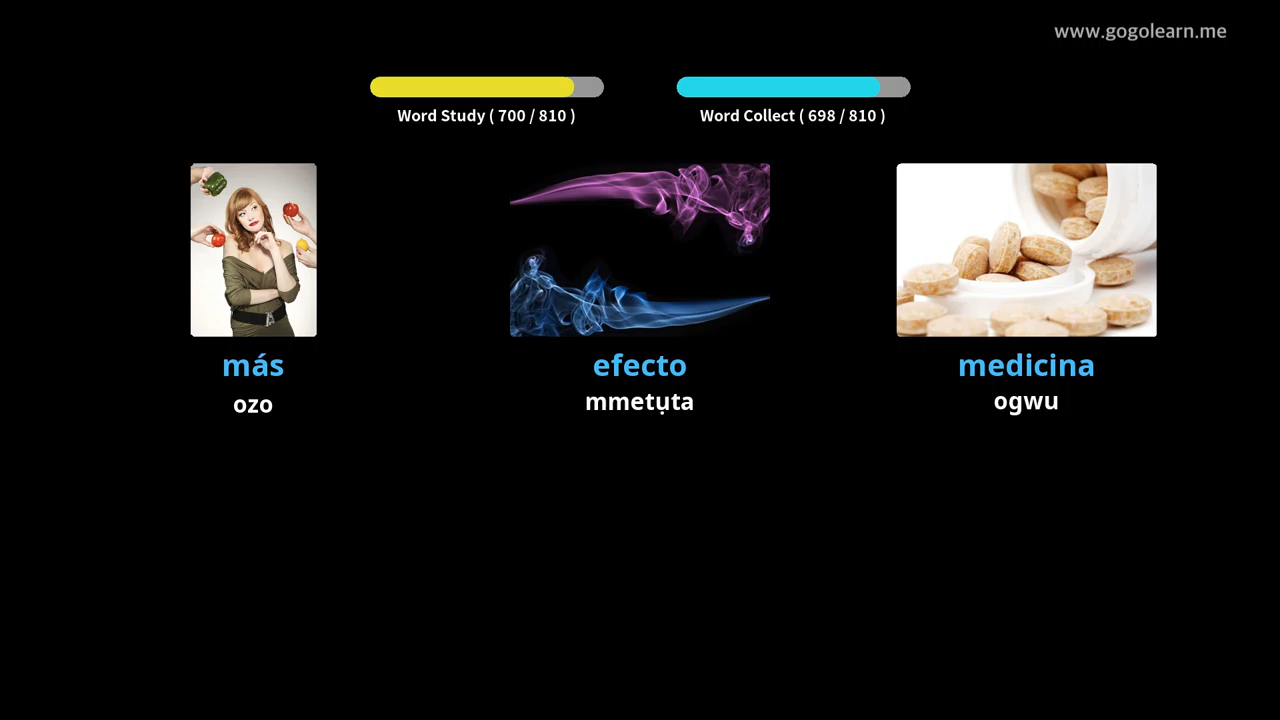 www.gogolearn.me
Word Study ( 700 / 810 )
Word Collect ( 698 / 810 )
más
efecto
medicina
ozo
mmetụta
ogwu